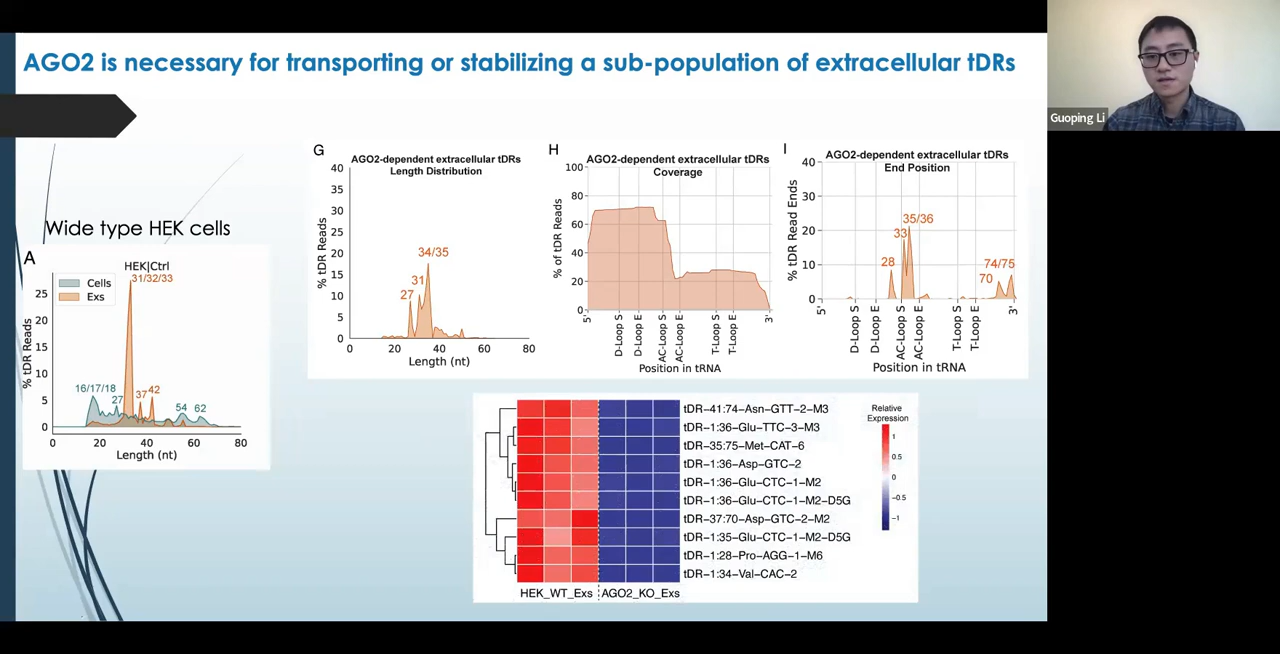 AGO2 is necessary for transporting or stabilizing a sub-population of extracellular tDRs
Guoping Li
Wide type HEK cells
A
HEK|Ctrl
Cells
Exs
31/32/33
16/17/18
27
37
42
54
62
% tDR Reads
25
20
15
10
5
0
0 20 40 60 80
Length (nt)
G
AGO2-dependent extracellular tDRs
Length Distribution
% tDR Reads
40
35
30
25
20
15
10
5
0
27
31
34/35
0 20 40 60 80
Length (nt)
H
AGO2-dependent extracellular tDRs
Coverage
% of tDR Reads
100
80
60
40
20
0
5'
D-Loop S
D-Loop E
AC-Loop S
AC-Loop E
T-Loop S
T-Loop E
3'
Position in tRNA
I
AGO2-dependent extracellular tDRs
End Position
% tDR Read Ends
40
30
20
10
0
28
33
35/36
70
74/75
5'
D-Loop S
D-Loop E
AC-Loop S
AC-Loop E
T-Loop S
T-Loop E
3'
Position in tRNA
tDR-41:74-Asn-GTT-2-M3
tDR-1:36-Glu-TTC-3-M3
tDR-35:75-Met-CAT-6
tDR-1:36-Asp-GTC-2
tDR-1:36-Glu-CTC-1-M2
tDR-1:36-Glu-CTC-1-M2-D5G
tDR-37:70-Asp-GTC-2-M2
tDR-1:35-Glu-CTC-1-M2-D5G
tDR-1:28-Pro-AGG-1-M6
tDR-1:34-Val-CAC-2
HEK_WT_Exs AGO2_KO_Exs
Relative
Expression
1
0.5
0
-0.5
-1